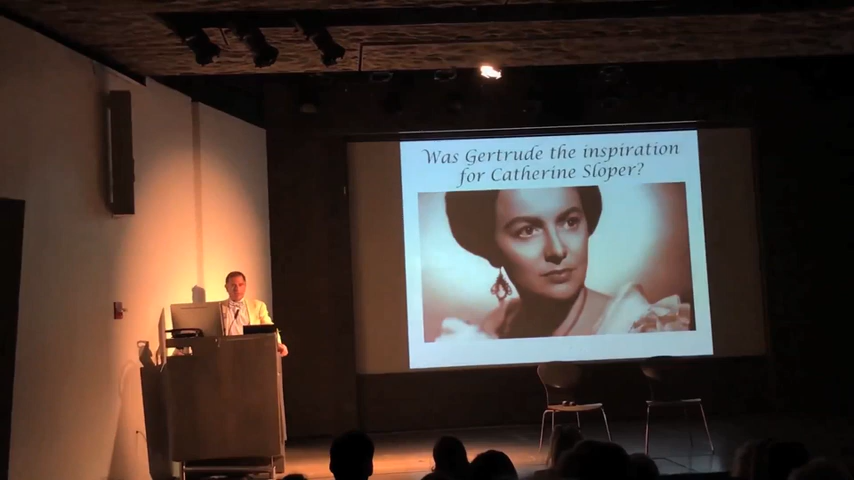 Was Gertrude the inspiration
for Catherine Sloper?